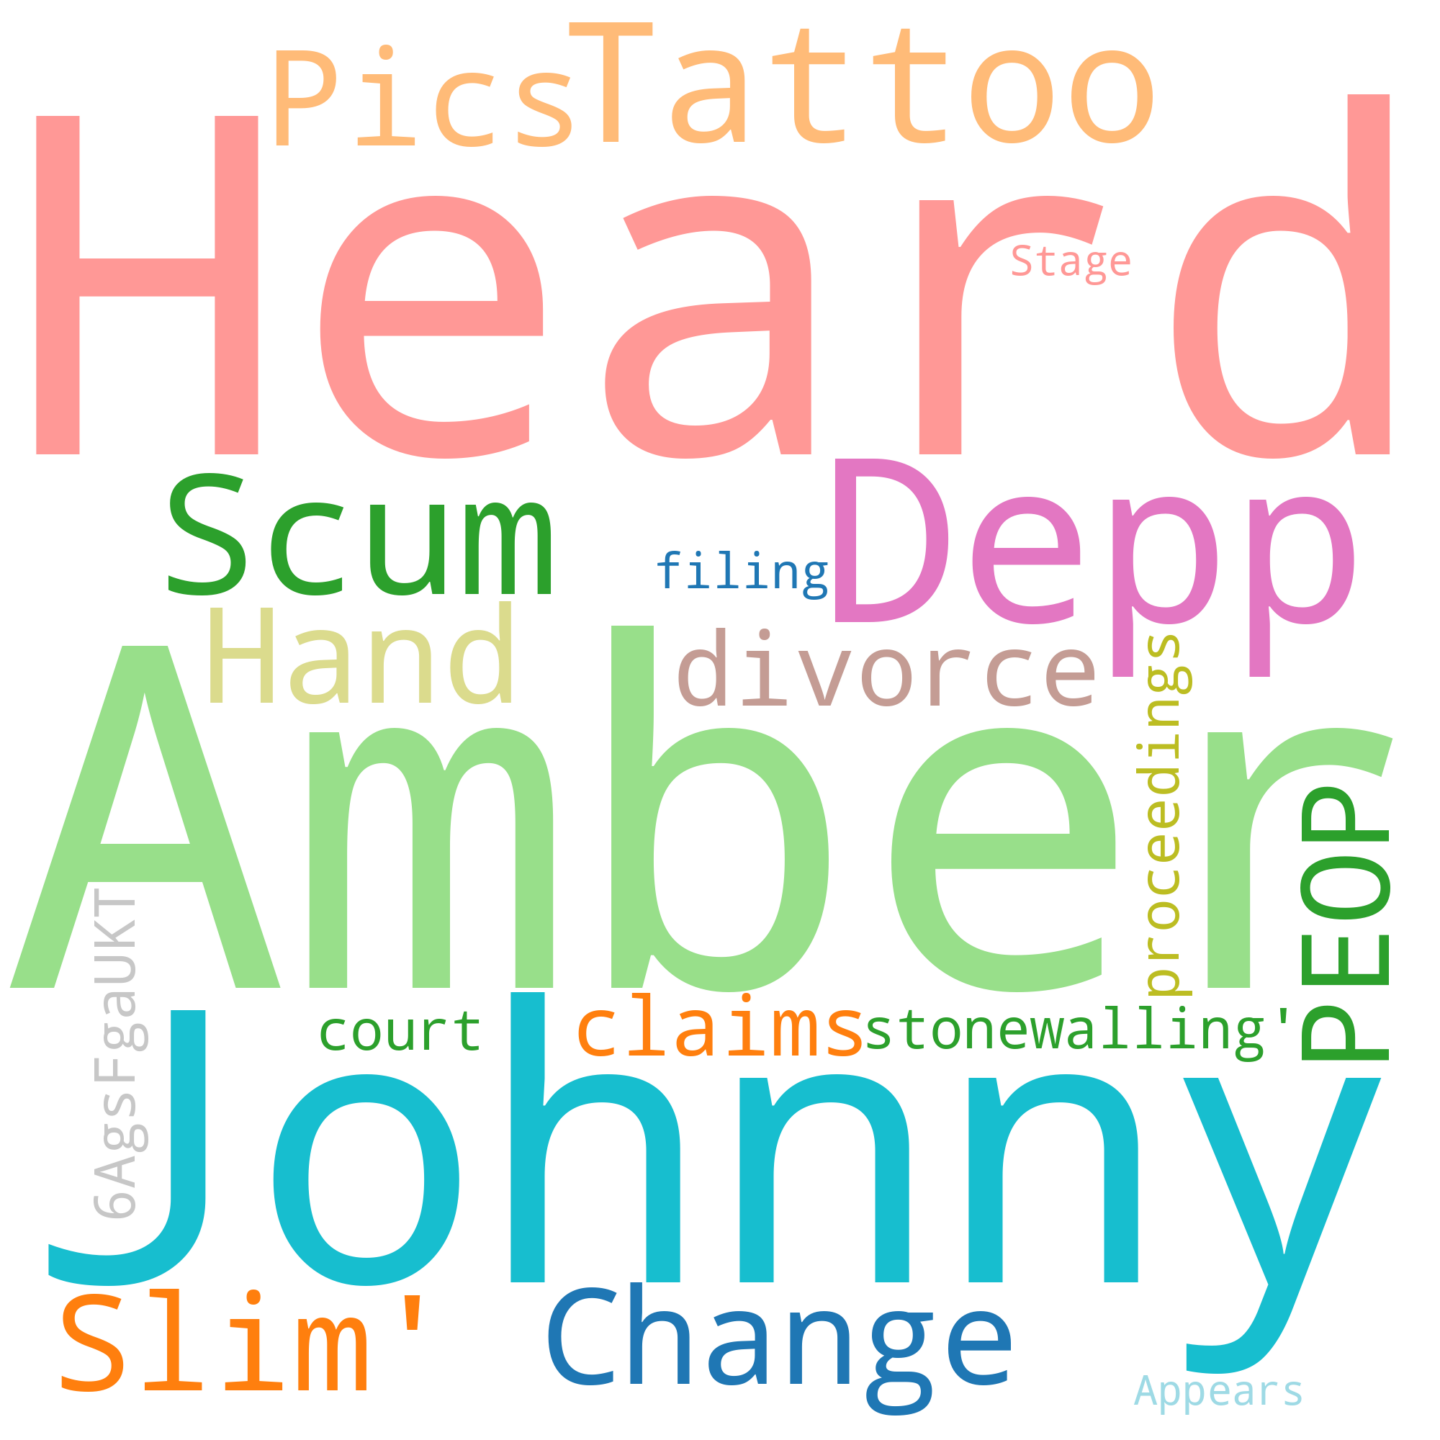 Pics Tattoo
Heard
Stage
Scum
Depp
filing
Hand
divorce
proceedings
Amber
PEOP
6AgsFgaUKT
court
claims
stonewalling'
Johnny
Slim'
Change
Appears